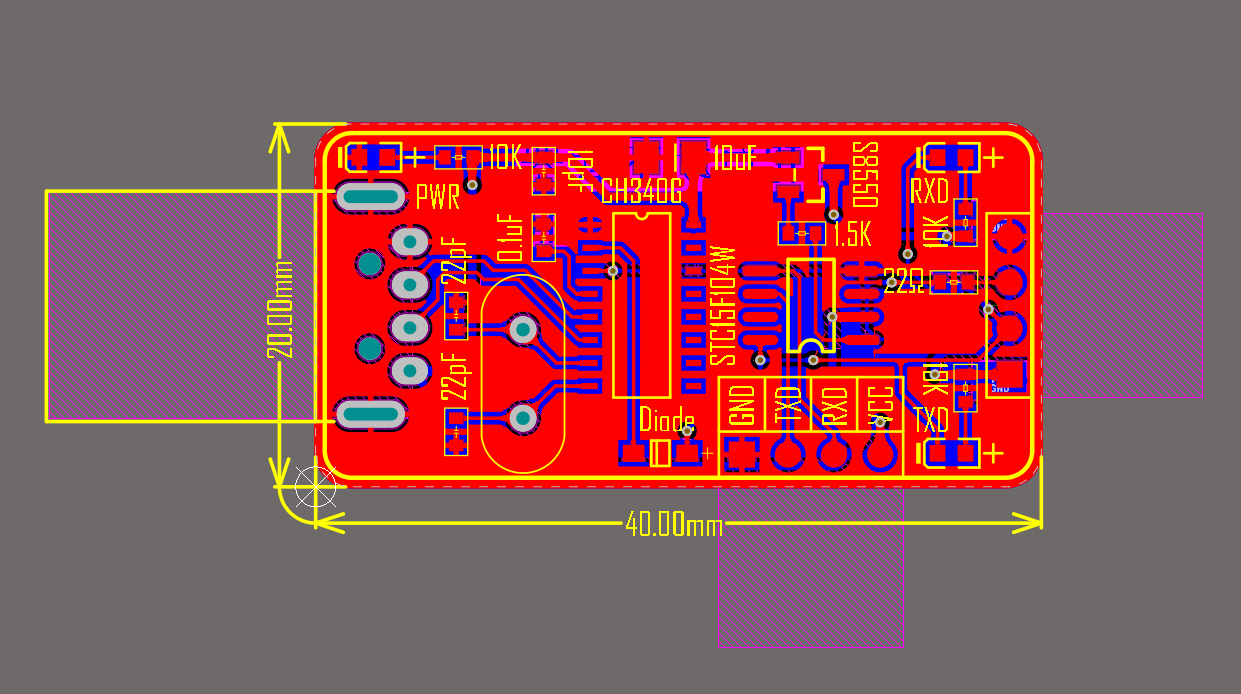 10K
10pF
10uF
S8550
CH340G
PWR
RXD
0.1uF
22pF
1.5K
10K
STC15F104W
22Ω
20.00mm
22pF
GND
TXD
RXD
VCC
10K
GND
Diode
TXD
40.00mm